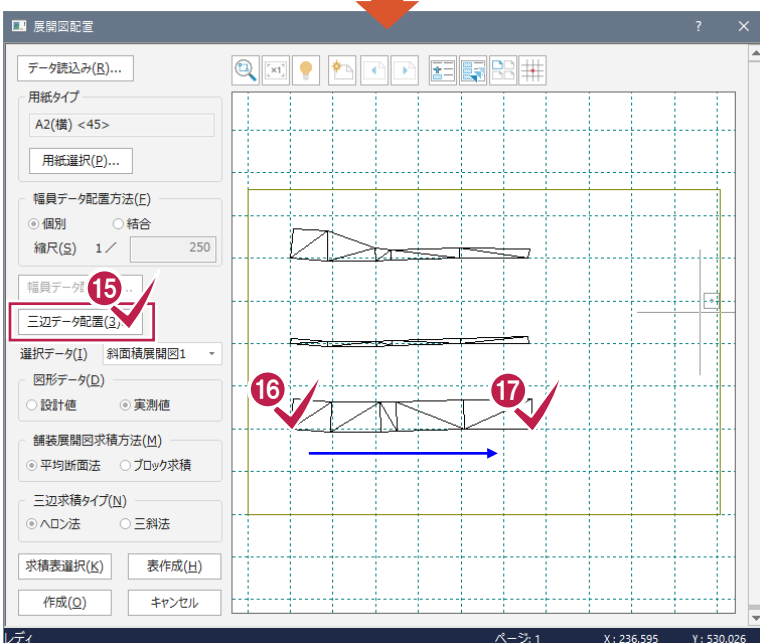 展開図配置
?
×
データ読込み(R)...
[×1]
用紙タイプ
A2(横) <45>
用紙選択(P)...
幅員データ配置方法(F)
個別
結合
縮尺(S) 1／ 250
15
三辺データ配置(3)...
選択データ(I) 斜面積展開図1
図形データ(D)
設計値
実測値
舗装展開図求積方法(M)
平均断面法
ブロック求積
三辺求積タイプ(N)
ヘロン法
三斜法
求積表選択(K)
表作成(H)
作成(O)
キャンセル
16
17
レディ
ページ: 1
X : 236.595
Y : 530.026